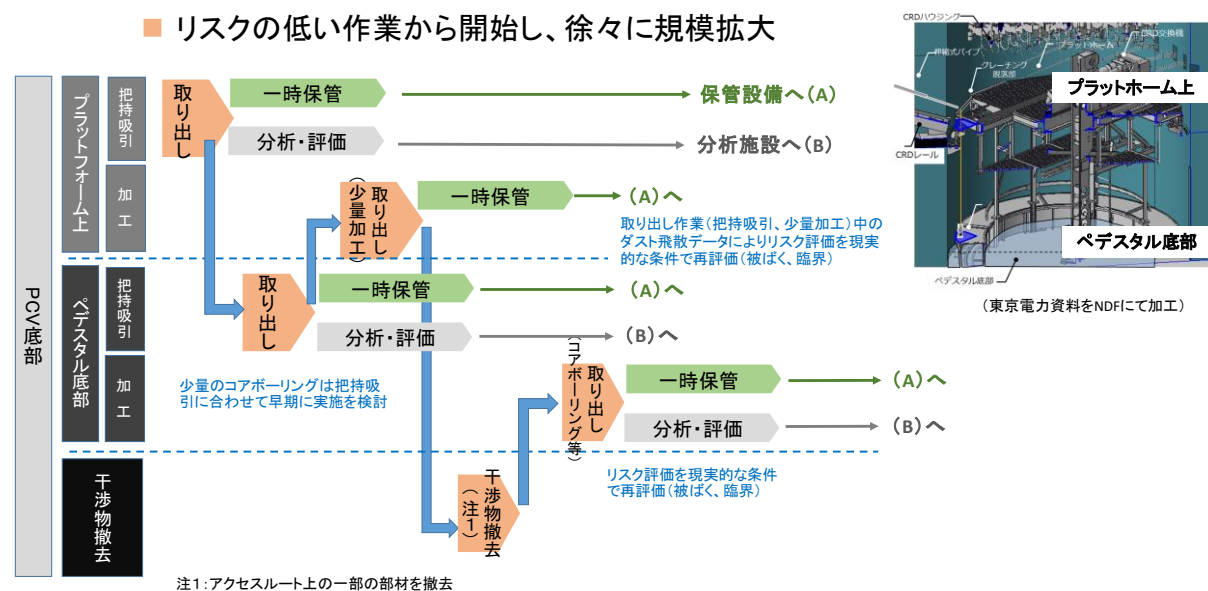 ■ リスクの低い作業から開始し、徐々に規模拡大
PCV底部
プラットフォーム上
把持吸引
加工
ペデスタル底部
把持吸引
加工
干渉物撤去
取り出し
一時保管
保管設備へ(A)
分析・評価
分析施設へ(B)
取り出し
(少量加工)
一時保管
(A)へ
取り出し作業(把持吸引、少量加工)中の
ダスト飛散データによりリスク評価を現実
的な条件で再評価(被ばく、臨界)
取り出し
一時保管
(A)へ
分析・評価
(B)へ
少量のコアボーリングは把持吸
引に合わせて早期に実施を検討
取り出し
(コアボーリング等)
一時保管
(A)へ
分析・評価
(B)へ
干渉物撤去
(注1)
リスク評価を現実的な条件
で再評価(被ばく、臨界)
注1:アクセスルート上の一部の部材を撤去
CRDハウジング
伸縮式パイプ
プラットホーム
CRD交換機
グレーチング
脱落部
プラットホーム上
CRDレール
ペデスタル底部
ペデスタル底部
(東京電力資料をNDFにて加工)